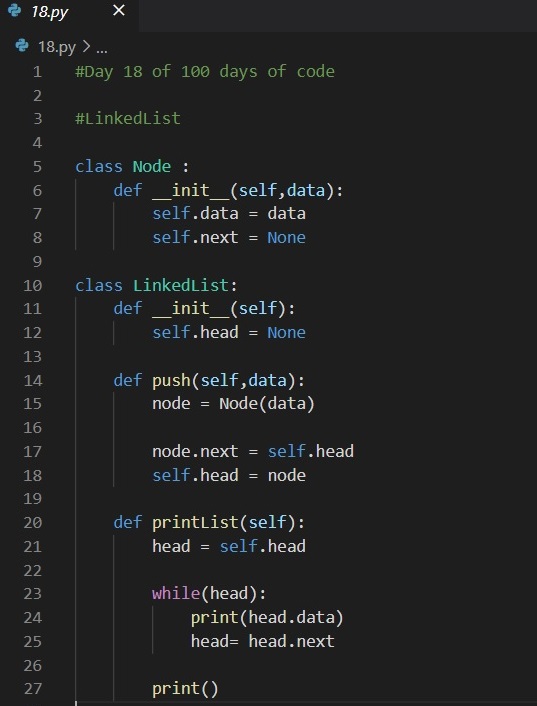 18.py ×
18.py > ...
1 #Day 18 of 100 days of code
2
3 #LinkedList
4
5 class Node :
6     def __init__(self,data):
7         self.data = data
8         self.next = None
9
10 class LinkedList:
11     def __init__(self):
12         self.head = None
13
14     def push(self,data):
15         node = Node(data)
16
17         node.next = self.head
18         self.head = node
19
20     def printList(self):
21         head = self.head
22
23         while(head):
24             print(head.data)
25             head= head.next
26
27         print()